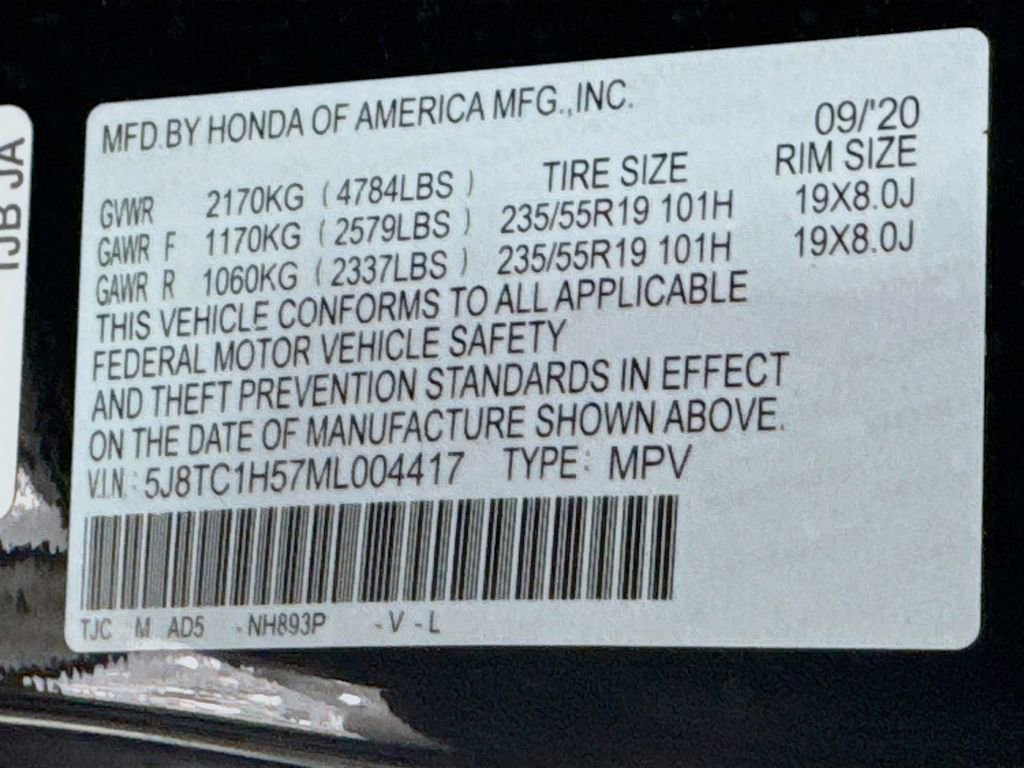 MFD.BY HONDA OF AMERICA MFG.,INC.
09/'20
TIRE SIZE RIM SIZE
GVWR 2170KG ( 4784LBS )
GAWR F 1170KG ( 2579LBS ) 235/55R19 101H 19X8.0J
GAWR R 1060KG ( 2337LBS ) 235/55R19 101H 19X8.0J
THIS VEHICLE CONFORMS TO ALL APPLICABLE
FEDERAL MOTOR VEHICLE SAFETY
AND THEFT PREVENTION STANDARDS IN EFFECT
ON THE DATE OF MANUFACTURE SHOWN ABOVE.
V.I.N.: 5J8TC1H57ML004417 TYPE: MPV
TJC M AD5 -NH893P -V -L
TJB JA